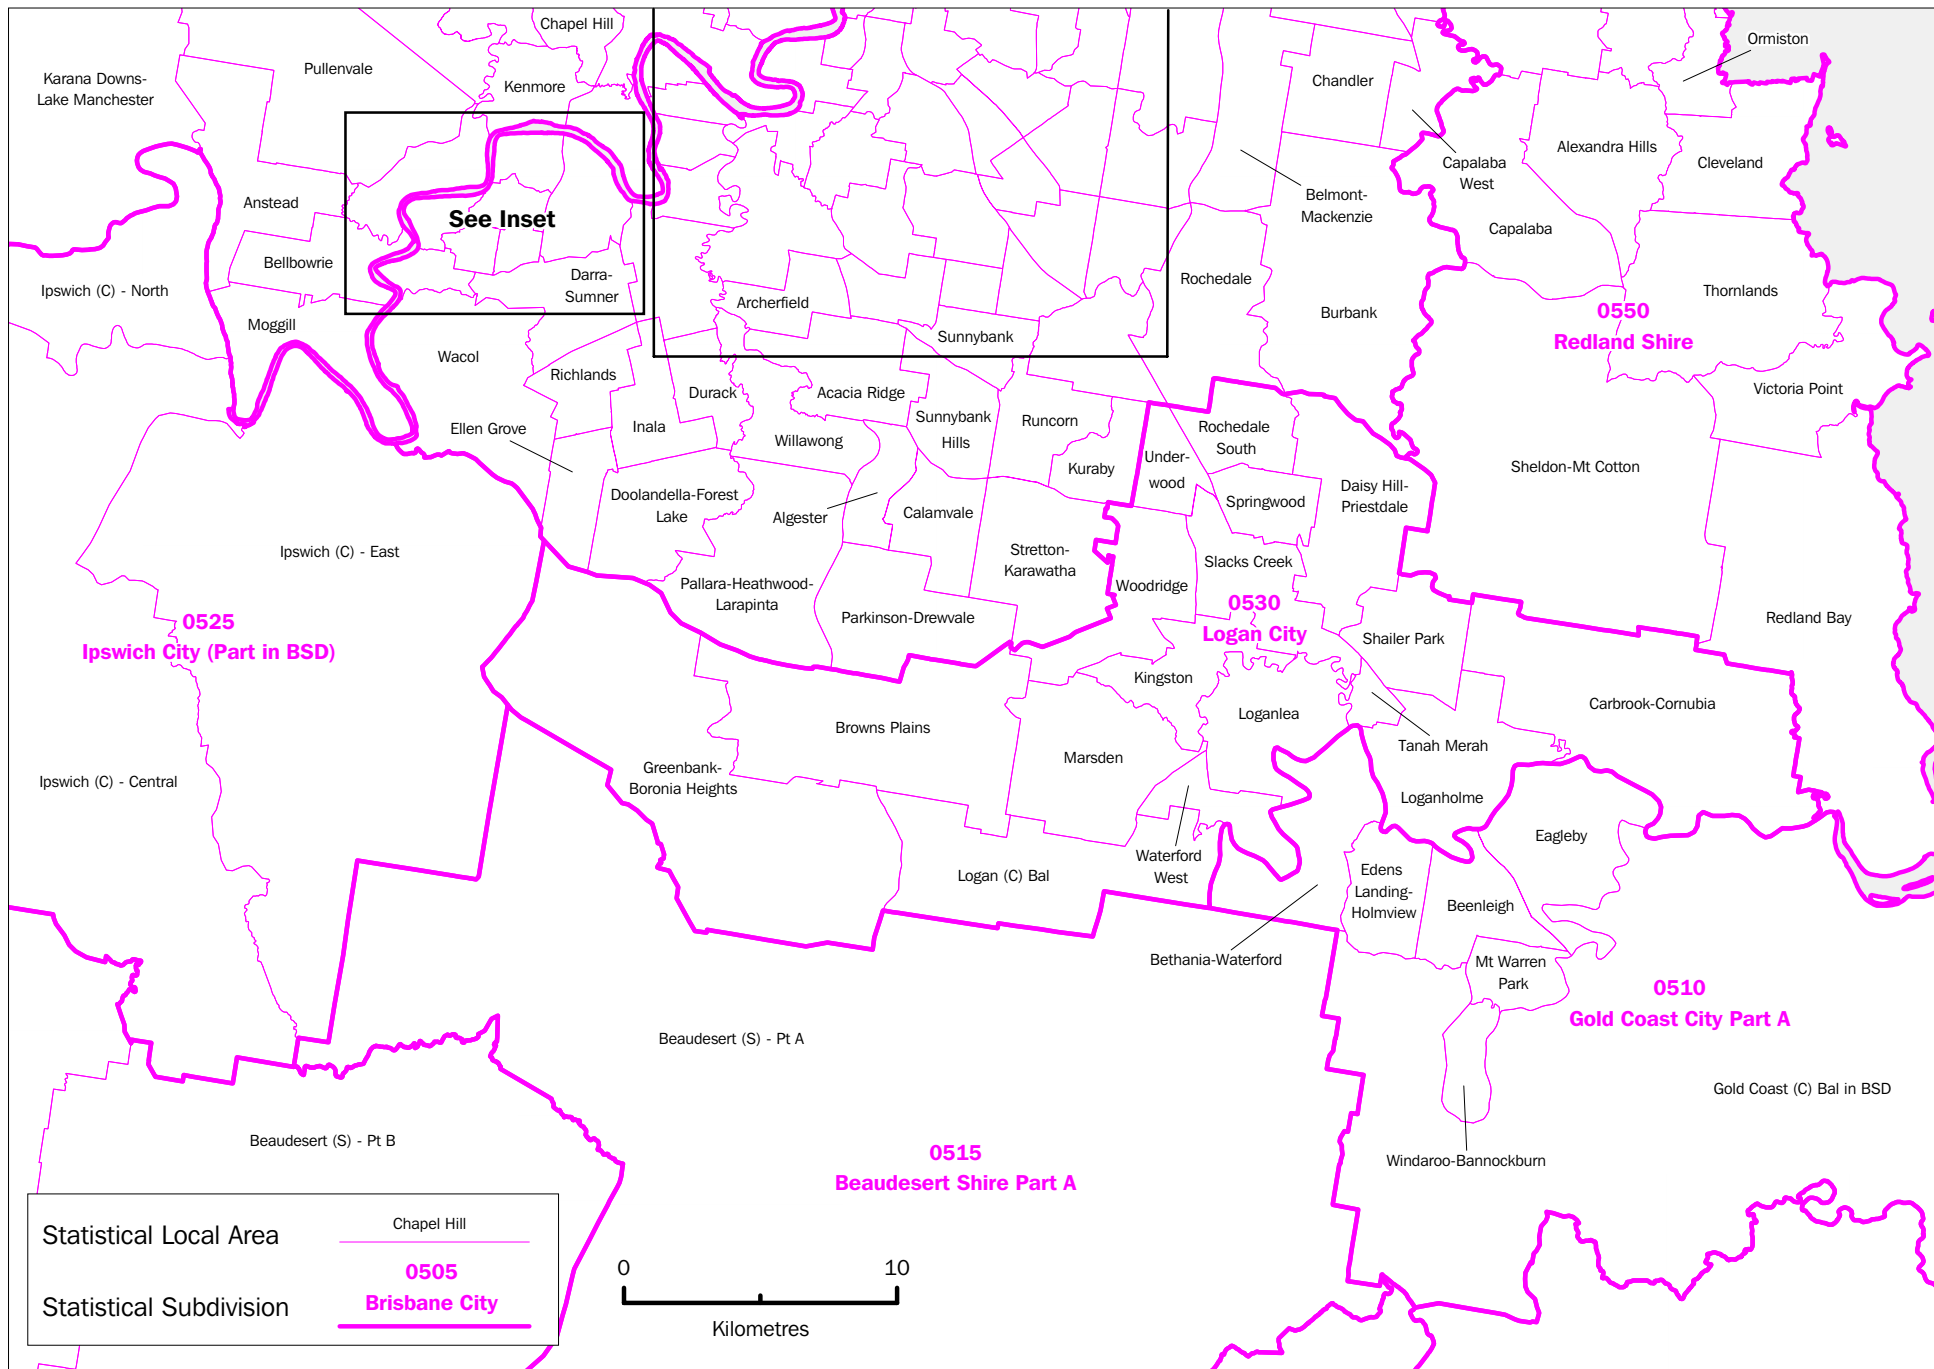 Chapel Hill
Ormiston
Karana Downs-
Lake Manchester
Pullenvale
Kenmore
Chandler
Alexandra Hills
Cleveland
Capalaba
West
Belmont-
Mackenzie
Anstead
See Inset
Capalaba
Bellbowrie
Darra-
Sumner
Rochedale
Ipswich (C) - North
Archerfield
Burbank
Thornlands
0550
Redland Shire
Moggill
Sunnybank
Wacol
Richlands
Durack
Acacia Ridge
Victoria Point
Ellen Grove
Inala
Willawong
Sunnybank
Hills
Runcorn
Rochedale
South
Kuraby
Under-
wood
Sheldon-Mt Cotton
Doolandella-Forest
Lake
Algester
Calamvale
Springwood
Daisy Hill-
Priestdale
Ipswich (C) - East
Stretton-
Karawatha
Slacks Creek
Woodridge
Pallara-Heathwood-
Larapinta
Parkinson-Drewvale
0525
Ipswich City (Part in BSD)
0530
Logan City
Redland Bay
Shailer Park
Kingston
Loganlea
Carbrook-Cornubia
Browns Plains
Tanah Merah
Marsden
Greenbank-
Boronia Heights
Ipswich (C) - Central
Loganholme
Eagleby
Waterford
West
Logan (C) Bal
Edens
Landing-
Holmview
Beenleigh
Bethania-Waterford
Mt Warren
Park
0510
Gold Coast City Part A
Beaudesert (S) - Pt A
Gold Coast (C) Bal in BSD
Beaudesert (S) - Pt B
0515
Beaudesert Shire Part A
Windaroo-Bannockburn
Statistical Local Area
Chapel Hill
0505
Brisbane City
Statistical Subdivision
0 10
Kilometres